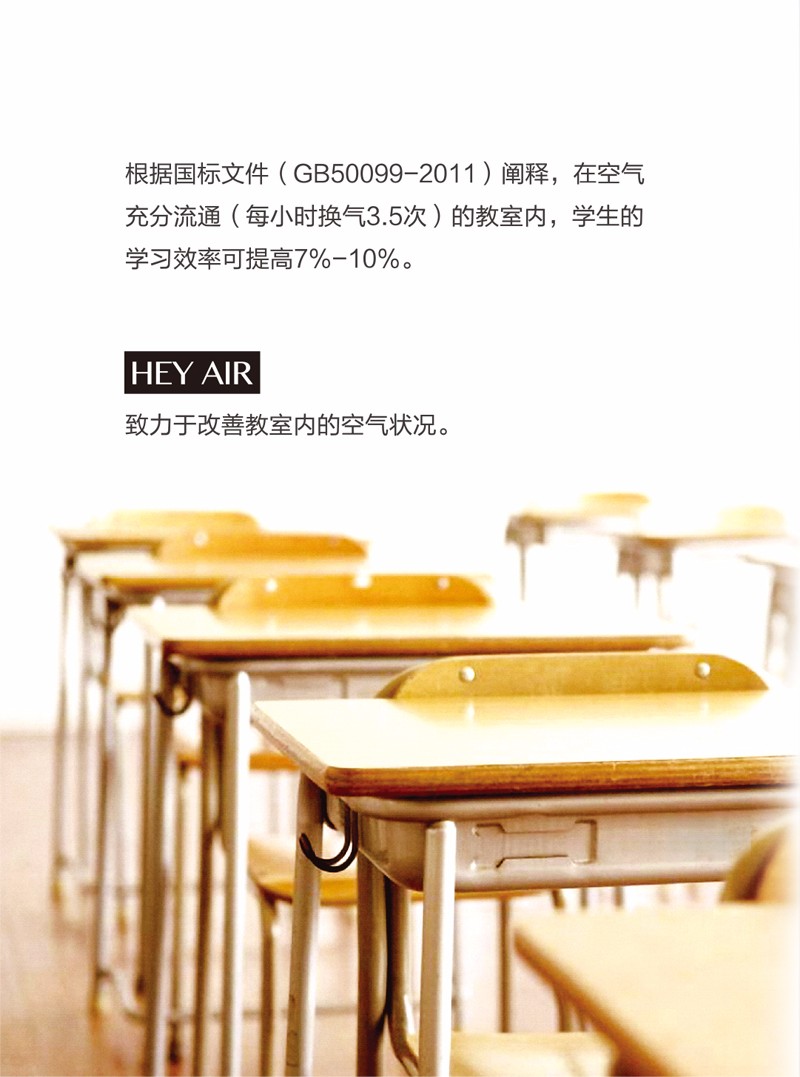 根据国标文件（GB50099-2011）阐释，在空气
充分流通（每小时换气3.5次）的教室内，学生的
学习效率可提高7%-10%。
HEY AIR
致力于改善教室内的空气状况。